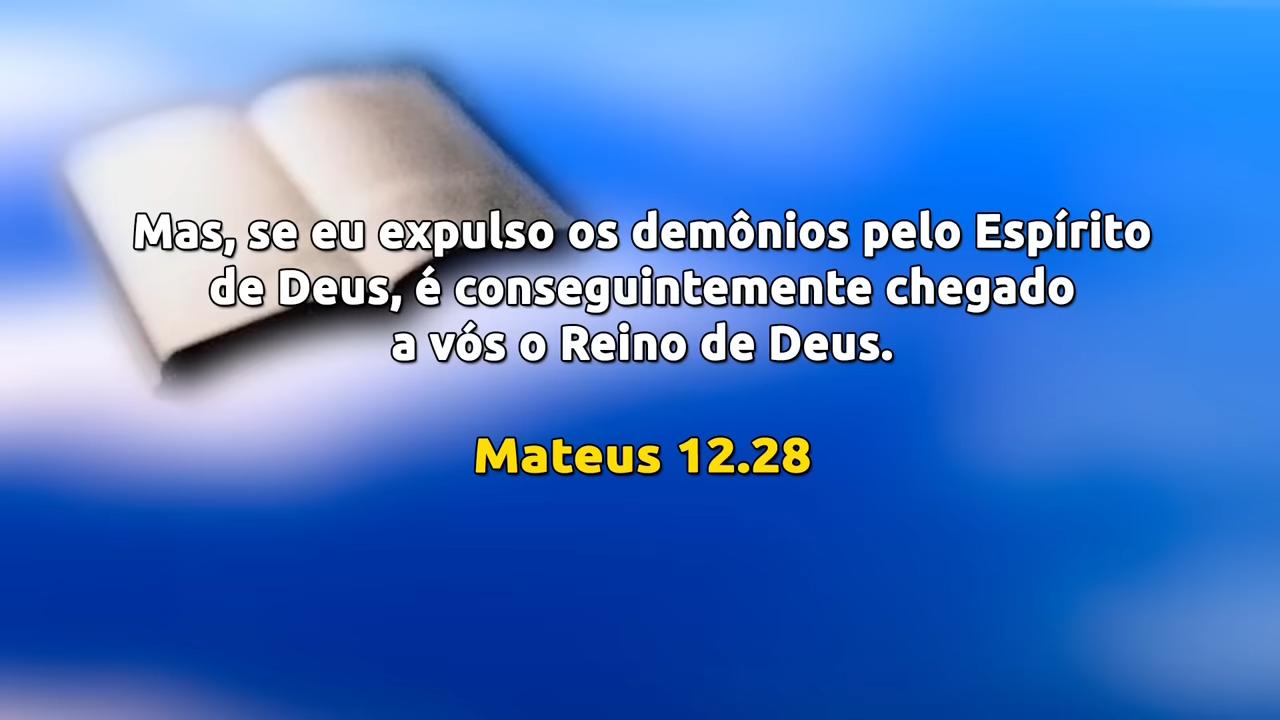 Mas, se eu expulso os demônios pelo Espírito
de Deus, é conseguintemente chegado
a vós o Reino de Deus.
Mateus 12.28